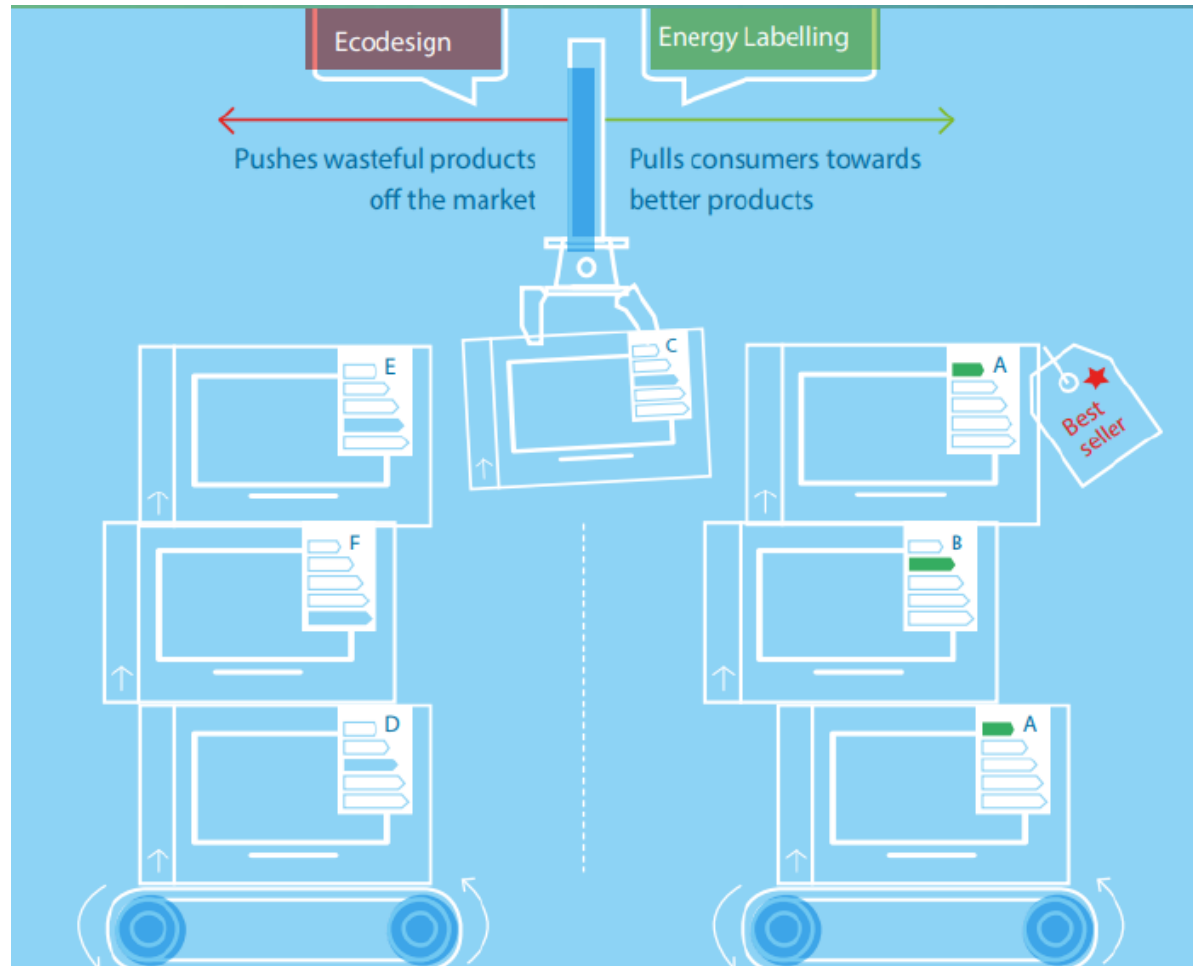 Ecodesign
Energy Labelling
Pushes wasteful products
off the market
Pulls consumers towards
better products
E
C
A
Best
seller
F
B
D
A